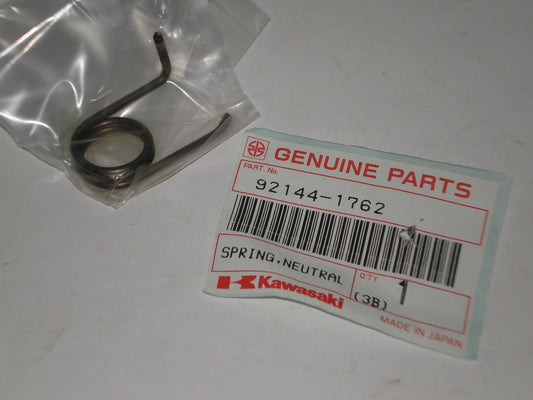 GENUINE PARTS
PART. No.
92144-1762
SPRING,NEUTRAL
Q'TY
1
Kawasaki
(3B)
MADE IN JAPAN